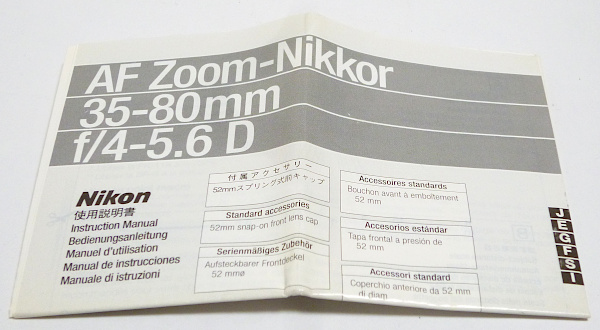 AF Zoom-Nikkor
35-80mm
f/4-5.6 D
Nikon
使用説明書
Instruction Manual
Bedienungsanleitung
Manuel d'utilisation
Manual de instrucciones
Manuale di istruzioni
付属アクセサリー
52mmスプリング式前キャップ
Standard accessories
52mm snap-on front lens cap
Serienmäßiges Zubehör
Aufsteckbarer Frontdeckel
52 mmø
Accessoires standards
Bouchon avant à emboîtement
52 mm
Accesorios estándar
Tapa frontal a presión de
52 mm
Accessori standard
Coperchio anteriore da 52 mm
di diam.
J
E
G
F
S
I